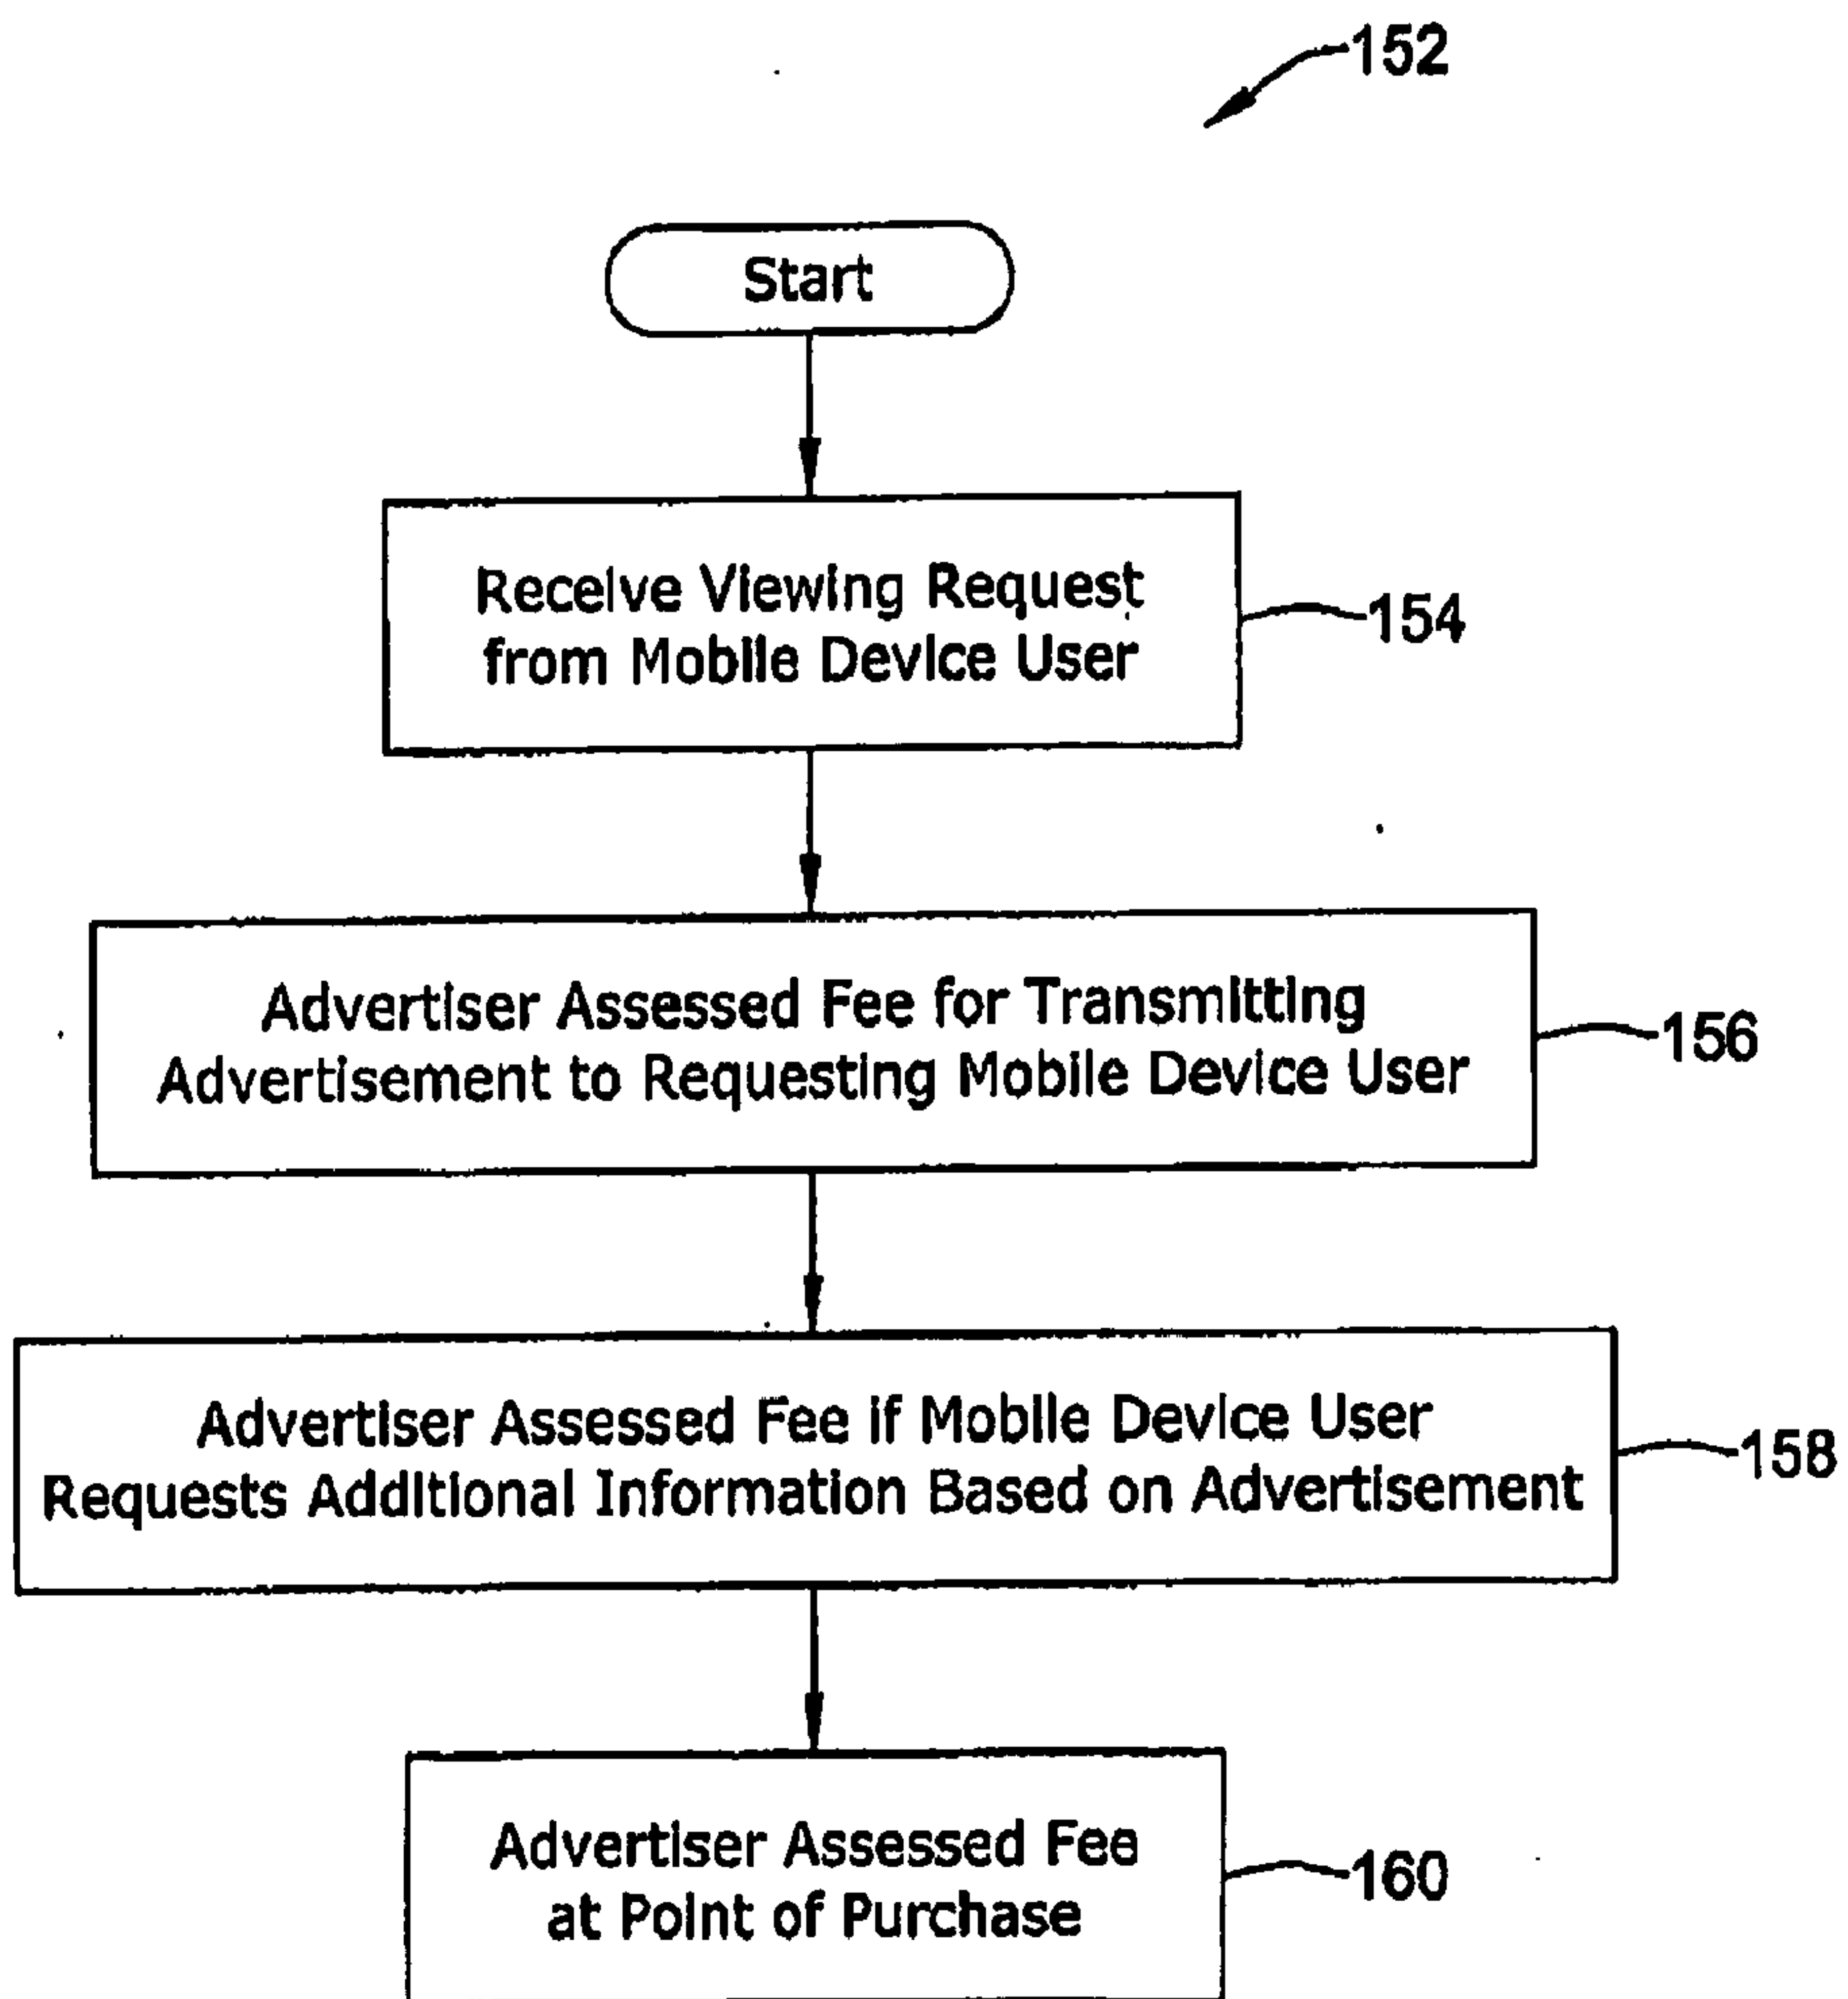 152
Start
Receive Viewing Request
from Mobile Device User
154
Advertiser Assessed Fee for Transmitting
Advertisement to Requesting Mobile Device User
156
Advertiser Assessed Fee if Mobile Device User
Requests Additional Information Based on Advertisement
158
Advertiser Assessed Fee
at Point of Purchase
160